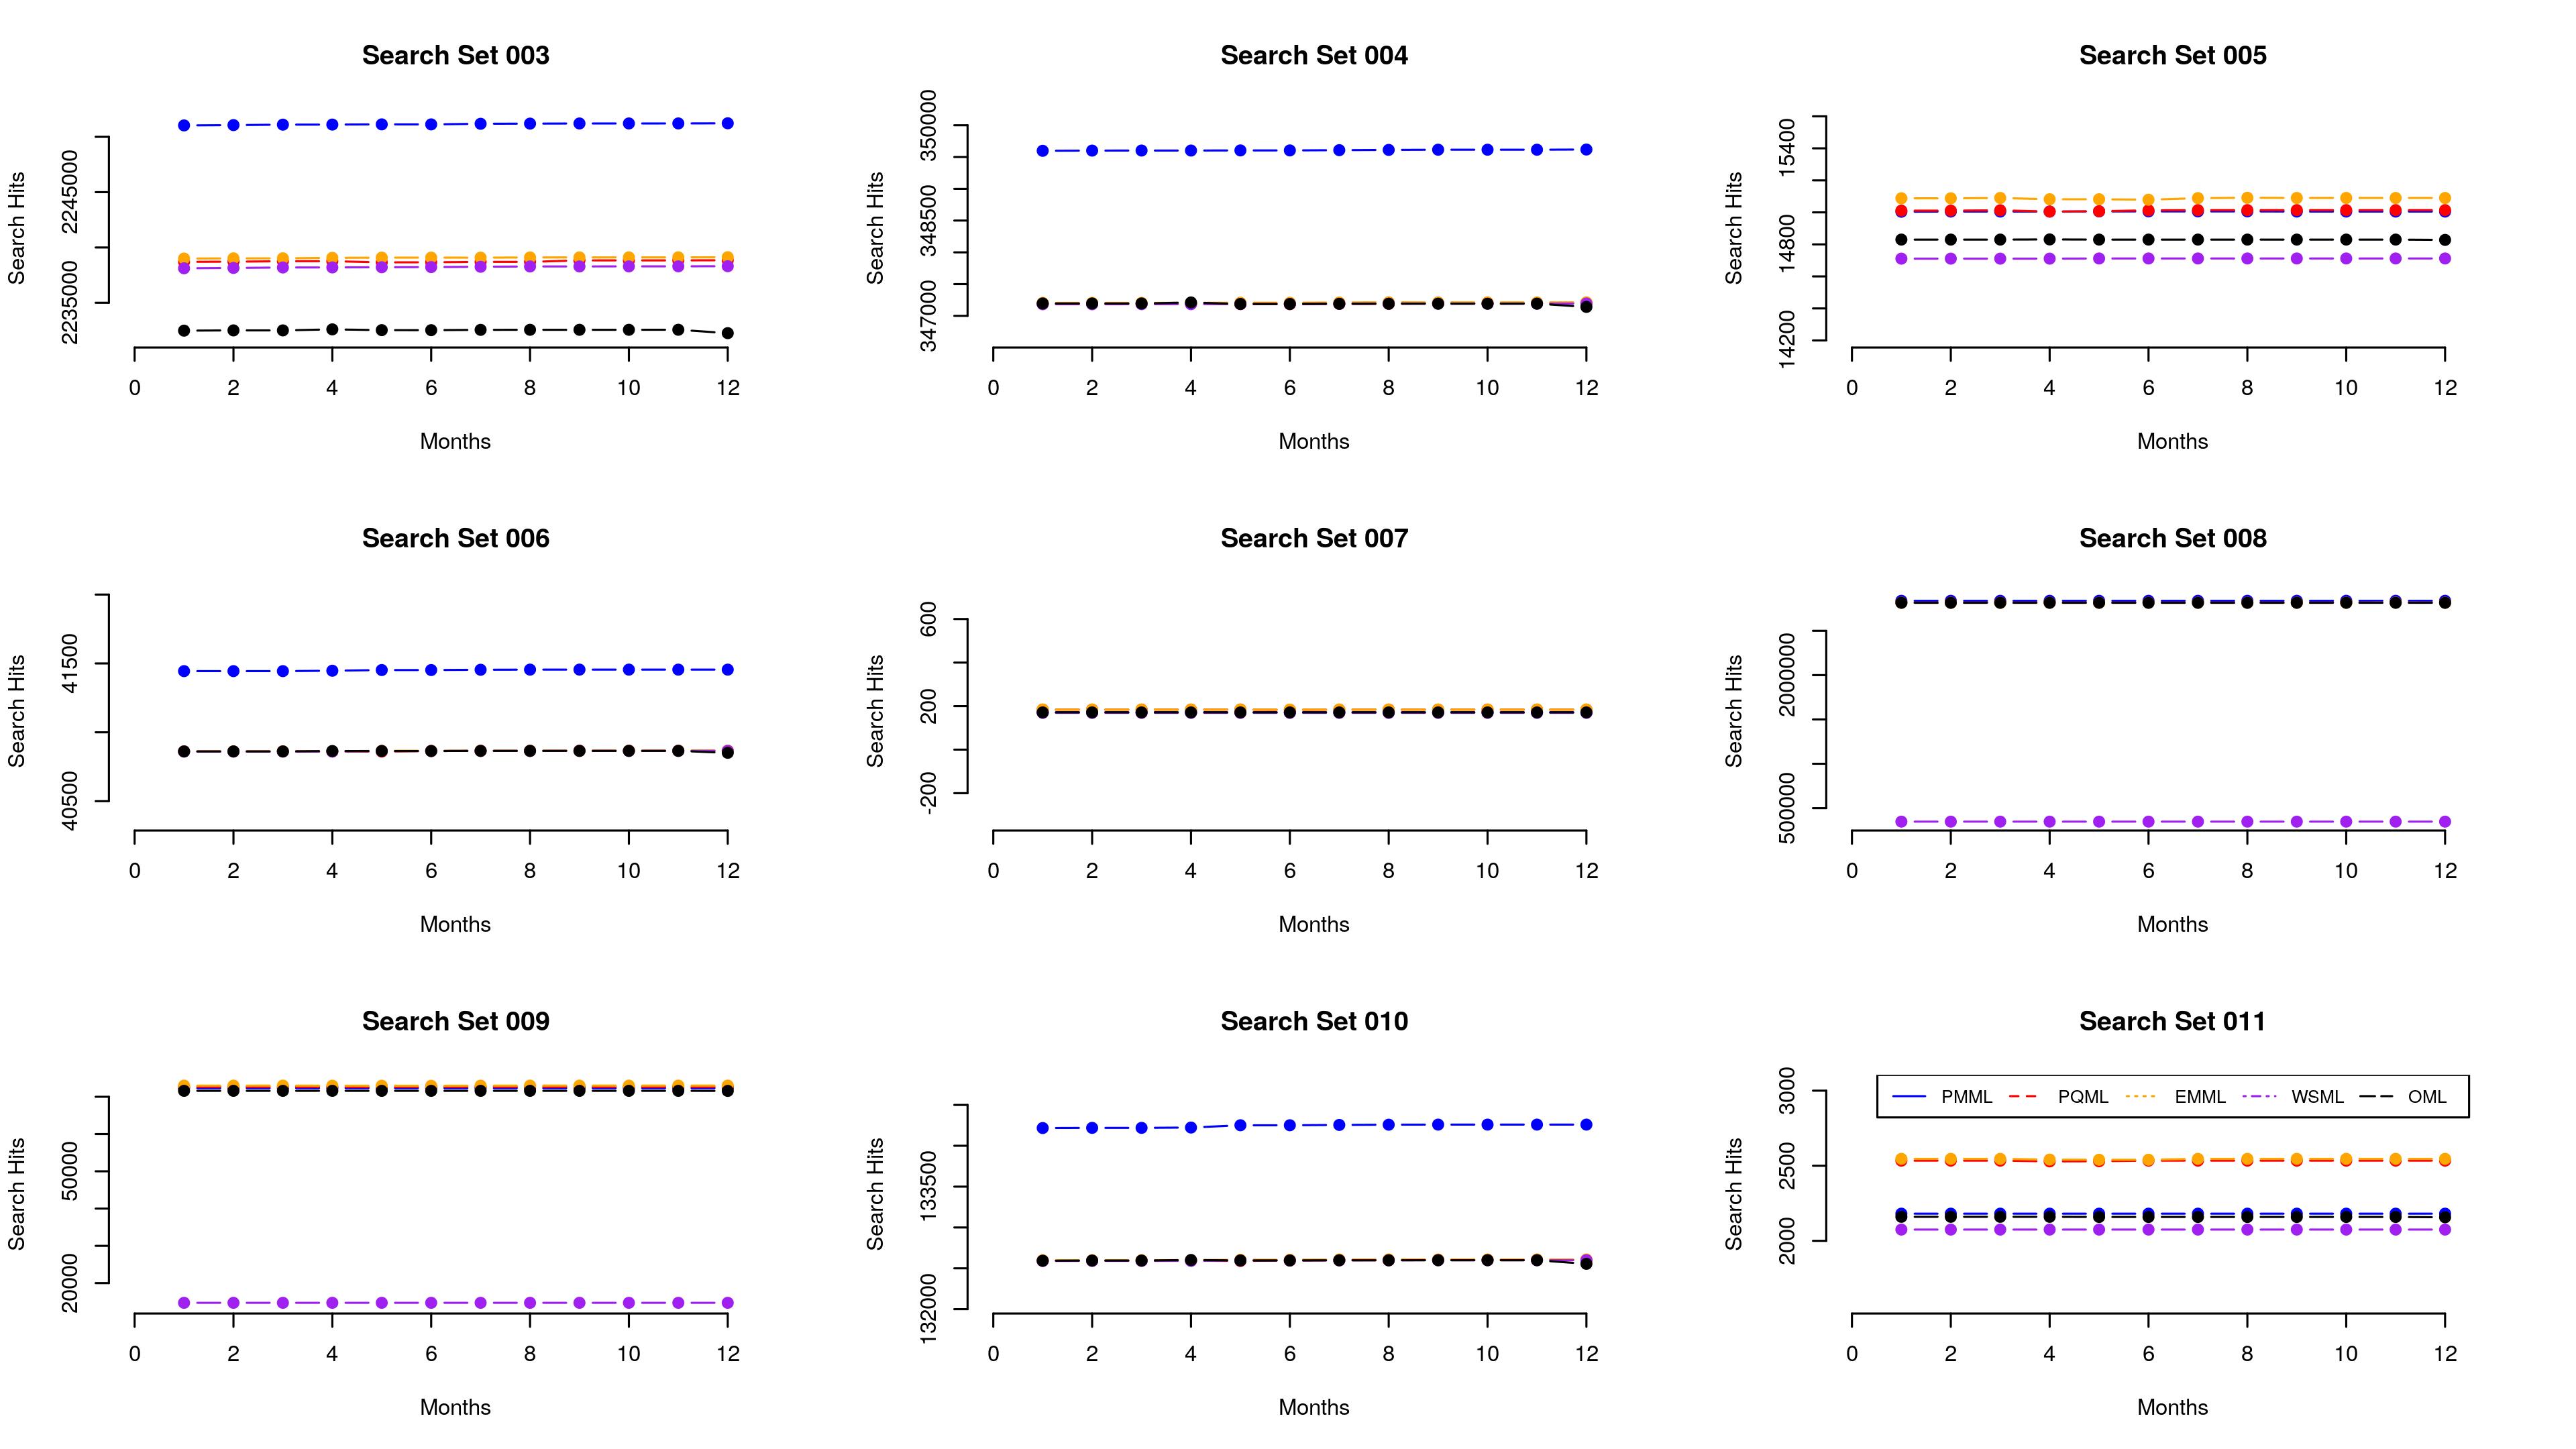 Search Set 003
Search Hits
2235000
2245000
0 2 4 6 8 10 12
Months
Search Set 004
Search Hits
347000
348500
350000
0 2 4 6 8 10 12
Months
Search Set 005
Search Hits
14200
14800
15400
0 2 4 6 8 10 12
Months
Search Set 006
Search Hits
40500
41500
0 2 4 6 8 10 12
Months
Search Set 007
Search Hits
-200
200
600
0 2 4 6 8 10 12
Months
Search Set 008
Search Hits
500000
2000000
0 2 4 6 8 10 12
Months
Search Set 009
Search Hits
20000
50000
0 2 4 6 8 10 12
Months
Search Set 010
Search Hits
132000
133500
0 2 4 6 8 10 12
Months
Search Set 011
Search Hits
2000
2500
3000
PMML PQML EMML WSML OML
0 2 4 6 8 10 12
Months